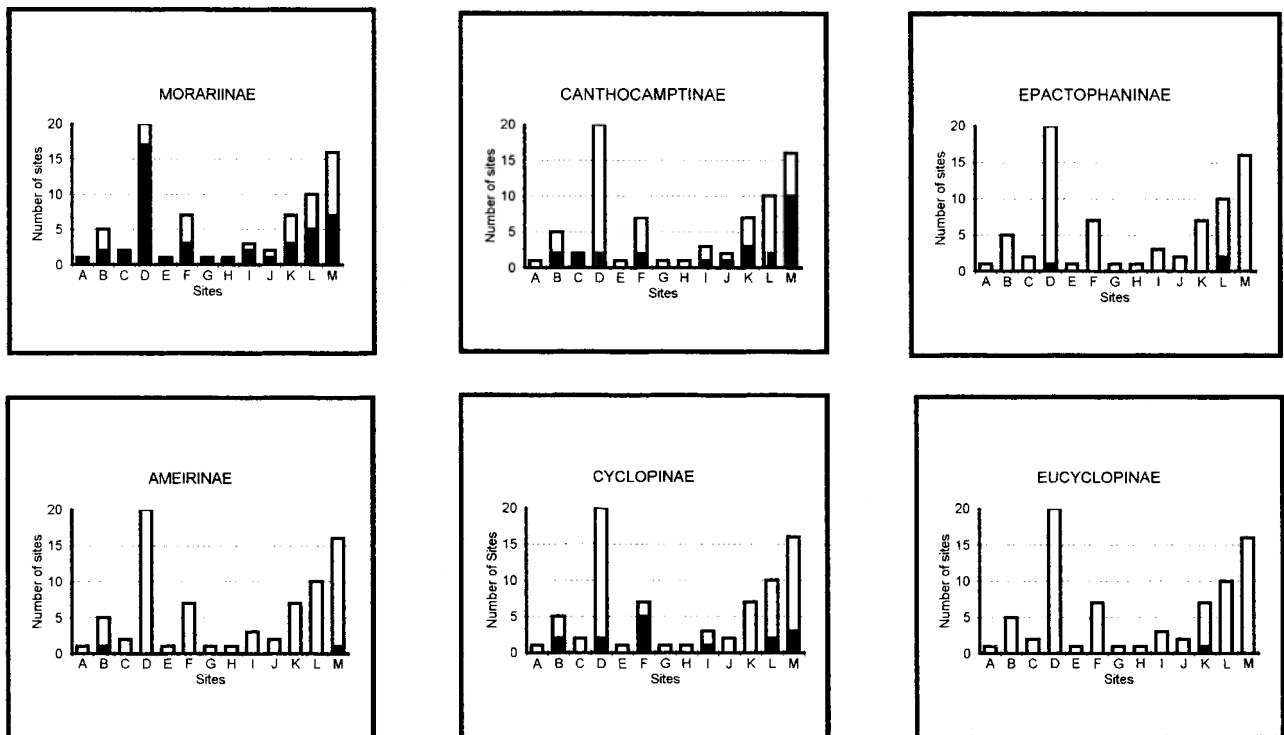 MORARIINAE
Number of sites
20
15
10
5
0
A B C D E F G H I J K L M
Sites
CANTHOCAMPTINAE
Number of sites
20
15
10
5
0
A B C D E F G H I J K L M
Sites
EPACTOPHANINAE
Number of sites
20
15
10
5
0
A B C D E F G H I J K L M
Sites
AMEIRINAE
Number of sites
20
15
10
5
0
A B C D E F G H I J K L M
Sites
CYCLOPINAE
Number of Sites
20
15
10
5
0
A B C D E F G H I J K L M
Sites
EUCYCLOPINAE
Number of sites
20
15
10
5
0
A B C D E F G H I J K L M
Sites